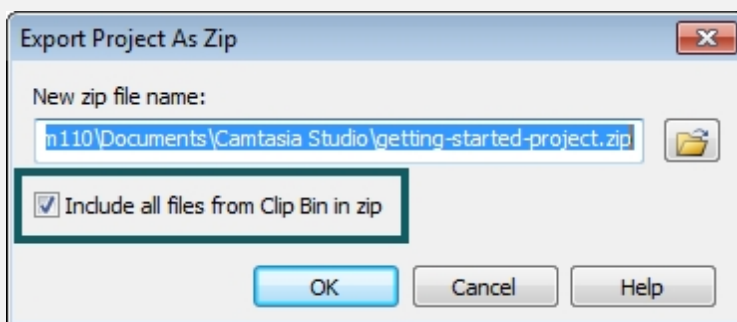 Export Project As Zip
New zip file name:
m110\Documents\Camtasia Studio\getting-started-project.zip
Include all files from Clip Bin in zip
OK Cancel Help